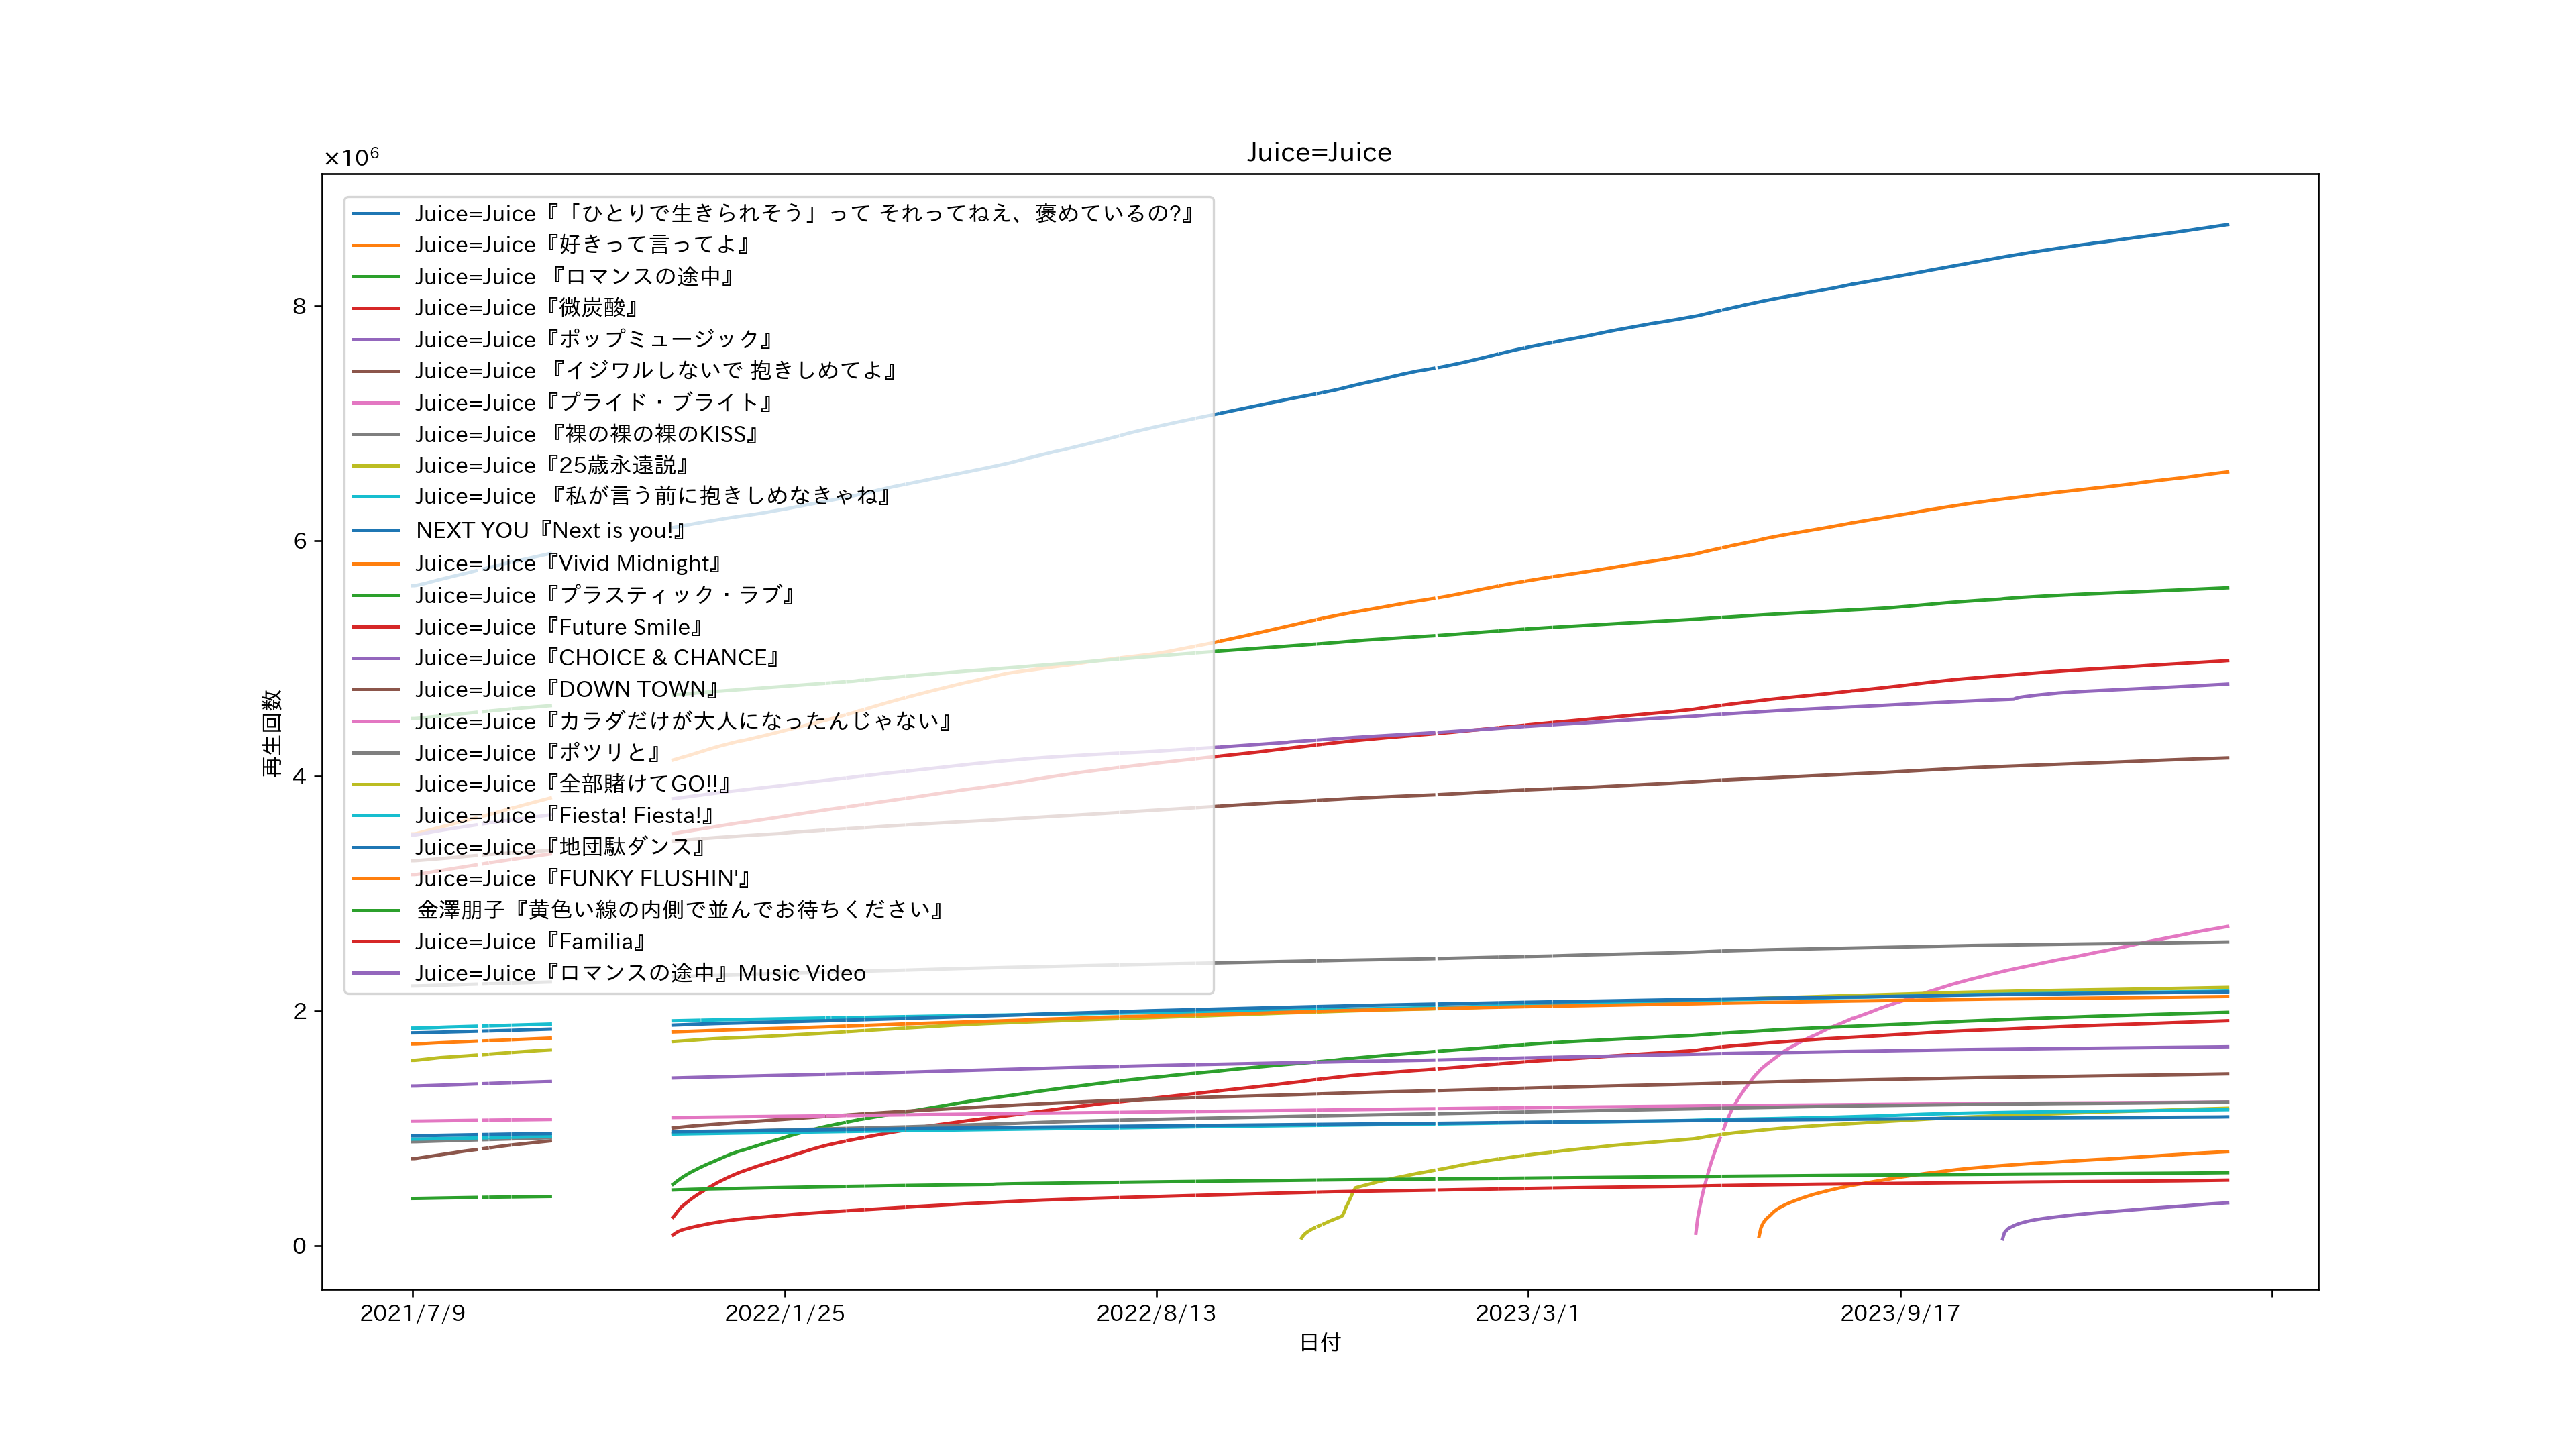 Juice=Juice
×10⁶
Juice=Juice『「ひとりで生きられそう」って それってねえ、褒めているの?』
Juice=Juice『好きって言ってよ』
Juice=Juice 『ロマンスの途中』
Juice=Juice『微炭酸』
Juice=Juice『ポップミュージック』
Juice=Juice 『イジワルしないで 抱きしめてよ』
Juice=Juice『プライド・ブライト』
Juice=Juice 『裸の裸の裸のKISS』
Juice=Juice『25歳永遠説』
Juice=Juice 『私が言う前に抱きしめなきゃね』
NEXT YOU『Next is you!』
Juice=Juice『Vivid Midnight』
Juice=Juice『プラスティック・ラブ』
Juice=Juice『Future Smile』
Juice=Juice『CHOICE & CHANCE』
Juice=Juice『DOWN TOWN』
Juice=Juice『カラダだけが大人になったんじゃない』
Juice=Juice『ポツリと』
Juice=Juice『全部賭けてGO!!』
Juice=Juice『Fiesta! Fiesta!』
Juice=Juice『地団駄ダンス』
Juice=Juice『FUNKY FLUSHIN'』
金澤朋子『黄色い線の内側で並んでお待ちください』
Juice=Juice『Familia』
Juice=Juice『ロマンスの途中』Music Video
再生回数
8
6
4
2
0
2021/7/9
2022/1/25
2022/8/13
2023/3/1
2023/9/17
日付